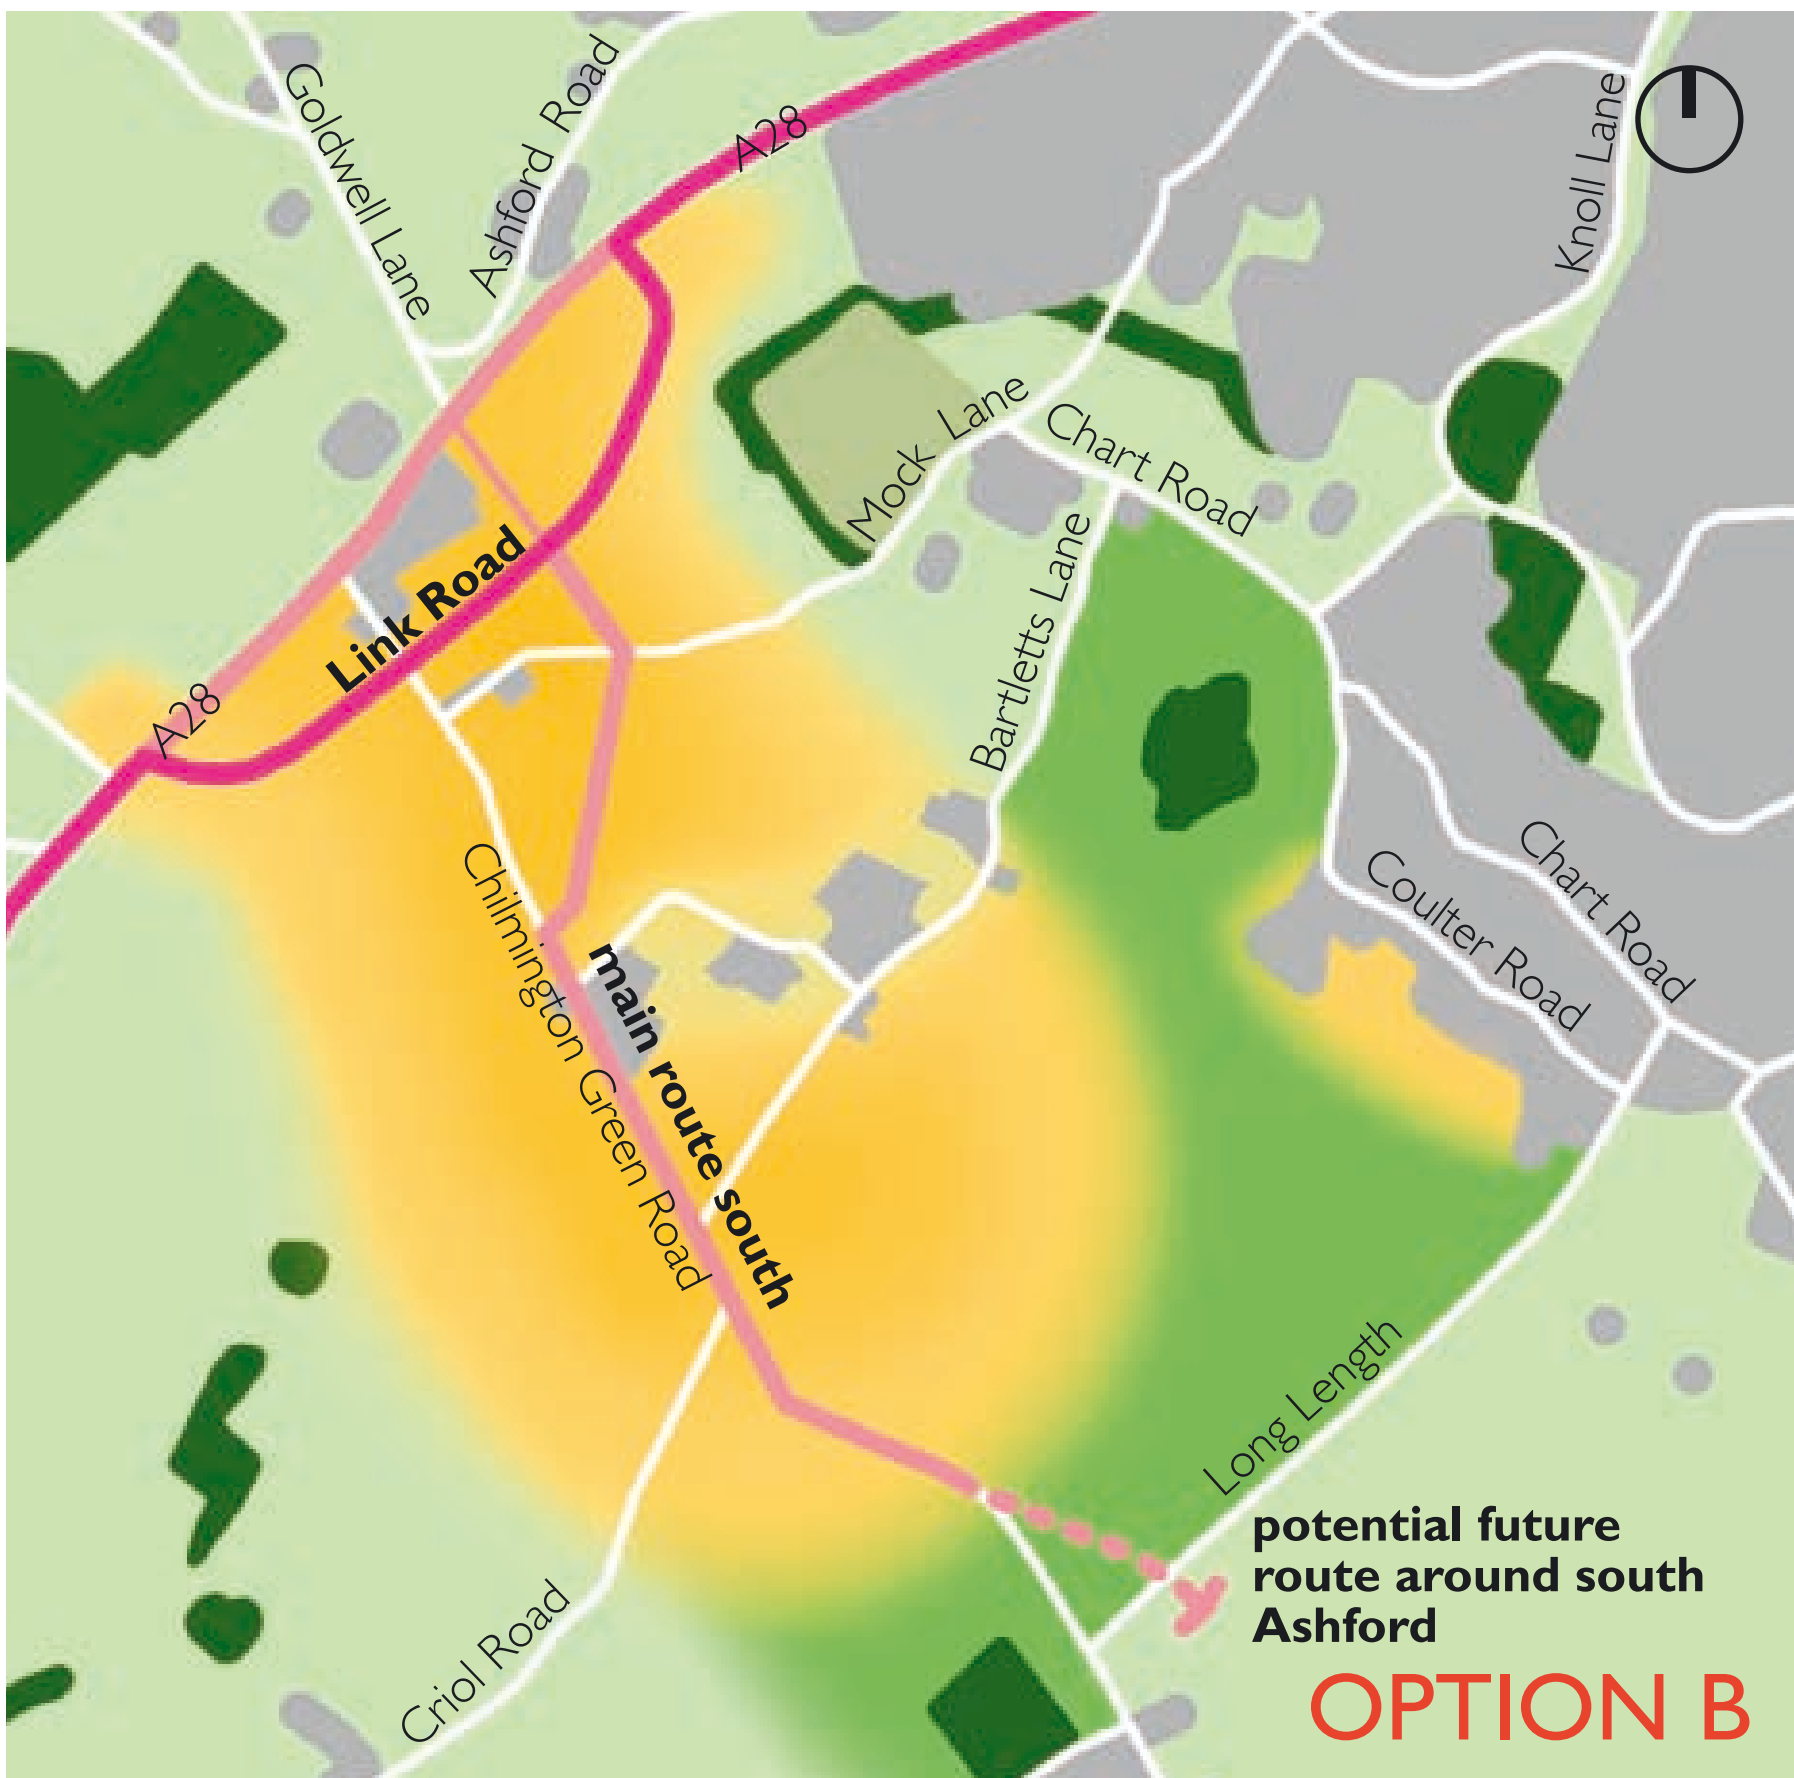 Goldwell Lane
Ashford Road
A28
Knoll Lane
Mock Lane
Chart Road
Link Road
Bartletts Lane
A28
Chilmington Green Road
main route south
Coulter Road
Chart Road
Long Length
Criol Road
potential future
route around south
Ashford
OPTION B